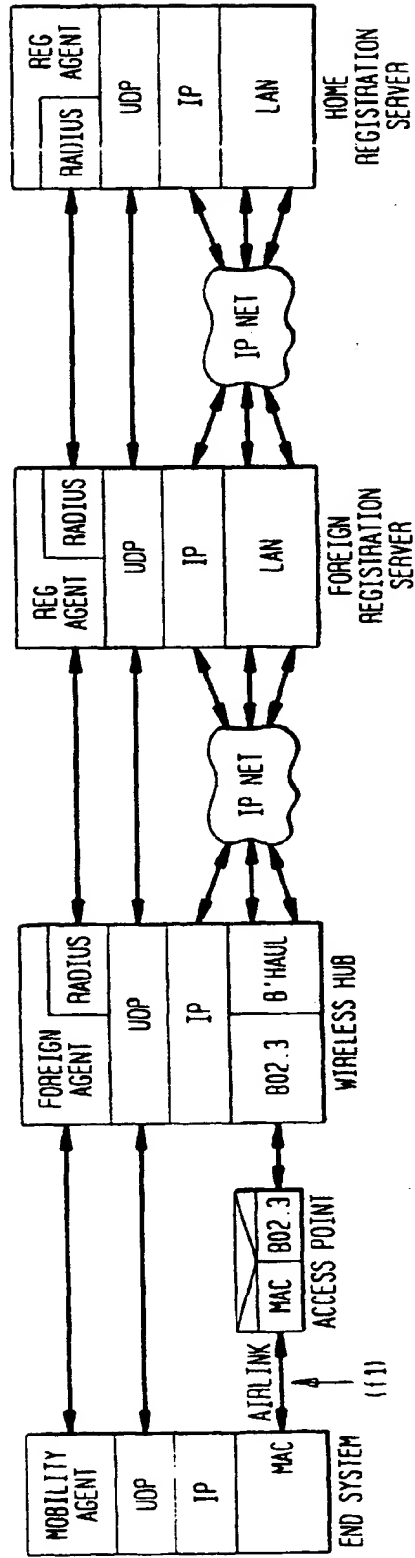 MOBILITY
AGENT
UDP
IP
MAC
END SYSTEM
AIRLINK
(f1)
MAC
802.3
ACCESS POINT
FOREIGN
AGENT
RADIUS
UDP
IP
802.3
B'HAUL
WIRELESS HUB
IP NET
REG
AGENT
RADIUS
UDP
IP
LAN
FOREIGN
REGISTRATION
SERVER
IP NET
RADIUS
REG
AGENT
UDP
IP
LAN
HOME
REGISTRATION
SERVER